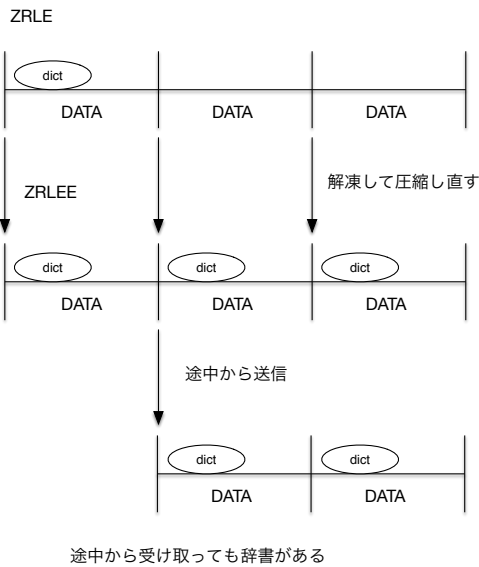 ZRLE
dict
DATA DATA DATA
解凍して圧縮し直す
ZRLEE
dict dict dict
DATA DATA DATA
途中から送信
dict dict
DATA DATA
途中から受け取っても辞書がある